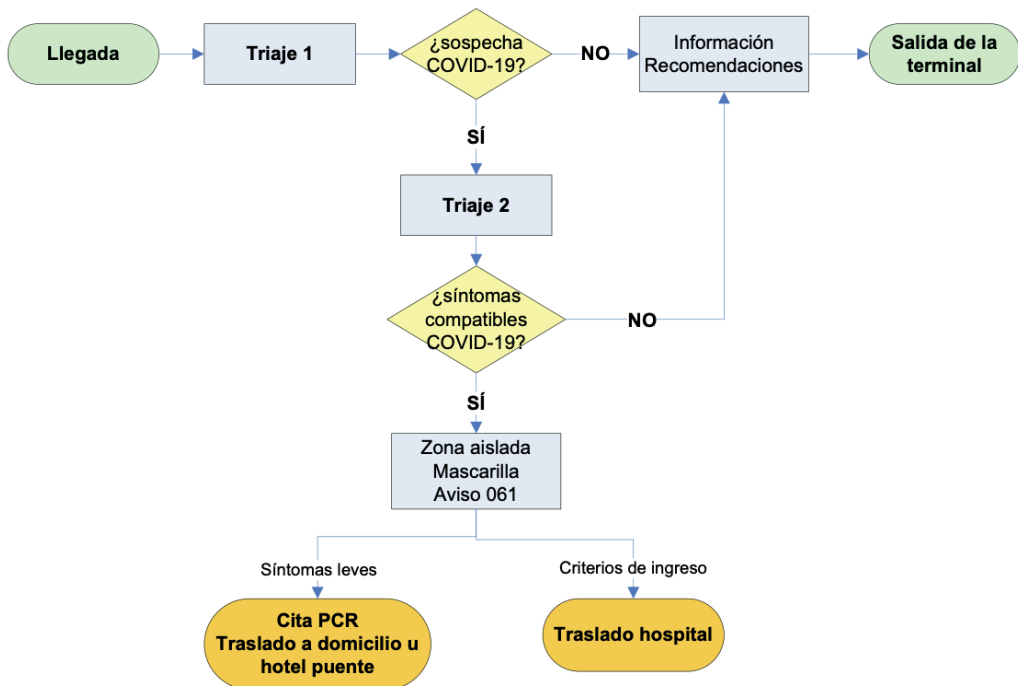 Llegada
Triaje 1
¿sospecha
COVID-19?
NO
Información
Recomendaciones
Salida de la
terminal
SÍ
Triaje 2
¿síntomas
compatibles
COVID-19?
NO
SÍ
Zona aislada
Mascarilla
Aviso 061
Síntomas leves
Criterios de ingreso
Cita PCR
Traslado a domicilio u
hotel puente
Traslado hospital